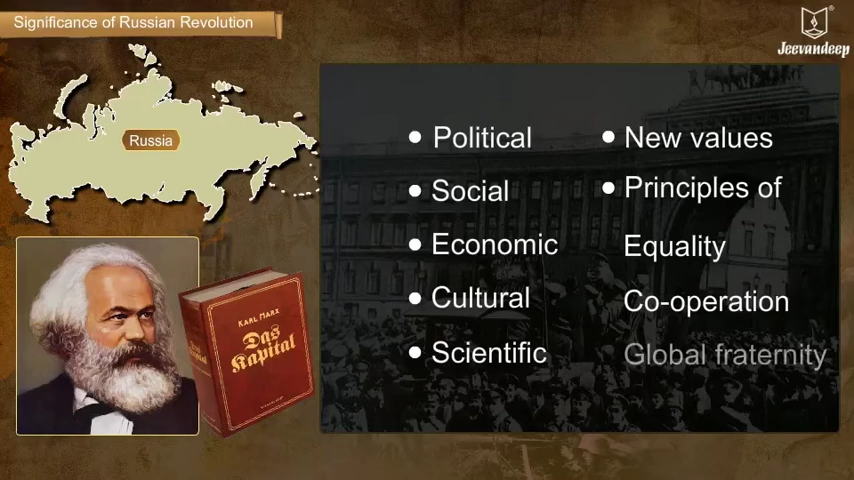 Significance of Russian Revolution
Jeevandeep
Russia
• Political
• Social
• Economic
• Cultural
• Scientific
• New values
• Principles of
Equality
Co-operation
Global fraternity
KARL MARX
Das
Kapital